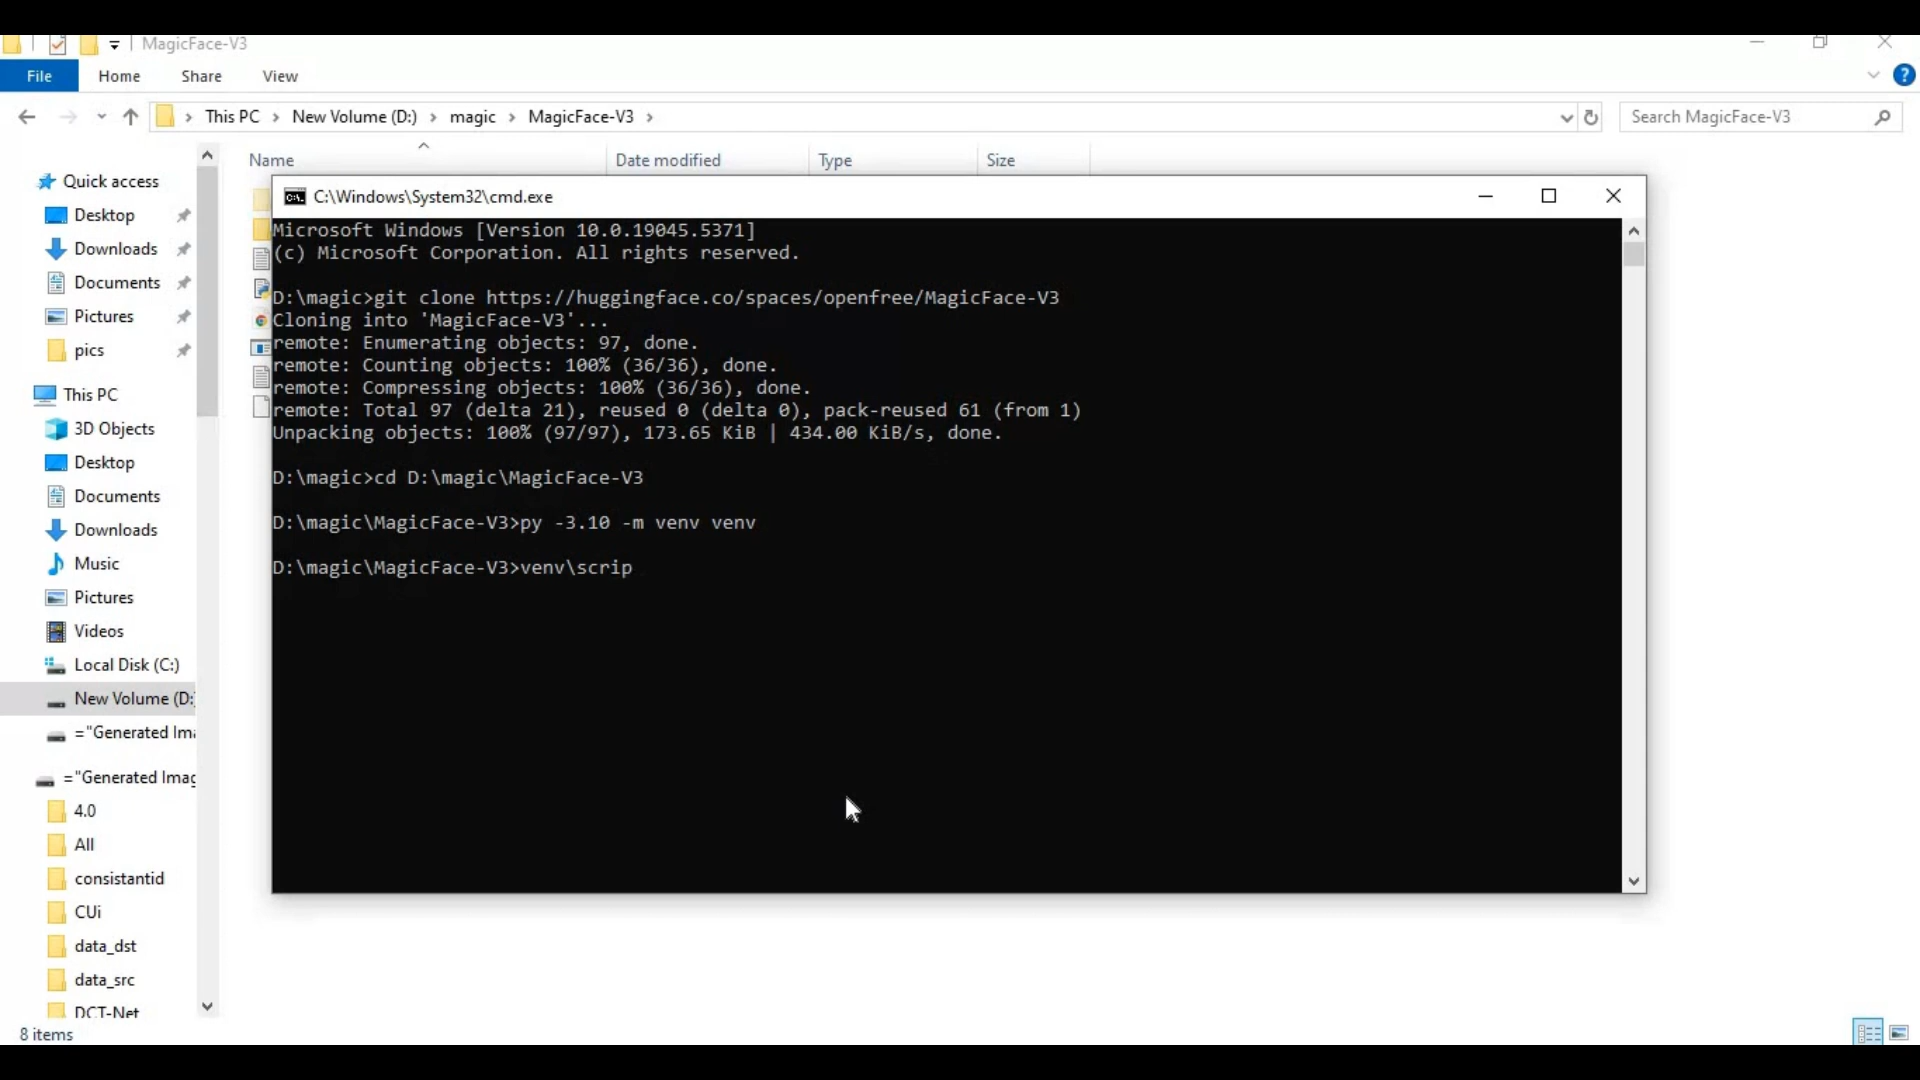 MagicFace-V3
File Home Share View
This PC > New Volume (D:) > magic > MagicFace-V3 >
Search MagicFace-V3
Name Date modified Type Size
Quick access
Desktop
Downloads
Documents
Pictures
pics
This PC
3D Objects
Desktop
Documents
Downloads
Music
Pictures
Videos
Local Disk (C:)
New Volume (D:
="Generated Ima
="Generated Imag
4.0
All
consistantid
CUi
data_dst
data_src
DCT-Net
8 items
C:\Windows\System32\cmd.exe
Microsoft Windows [Version 10.0.19045.5371]
(c) Microsoft Corporation. All rights reserved.
D:\magic>git clone https://huggingface.co/spaces/openfree/MagicFace-V3
Cloning into 'MagicFace-V3'...
remote: Enumerating objects: 97, done.
remote: Counting objects: 100% (36/36), done.
remote: Compressing objects: 100% (36/36), done.
remote: Total 97 (delta 21), reused 0 (delta 0), pack-reused 61 (from 1)
Unpacking objects: 100% (97/97), 173.65 KiB | 434.00 KiB/s, done.
D:\magic>cd D:\magic\MagicFace-V3
D:\magic\MagicFace-V3>py -3.10 -m venv venv
D:\magic\MagicFace-V3>venv\scrip